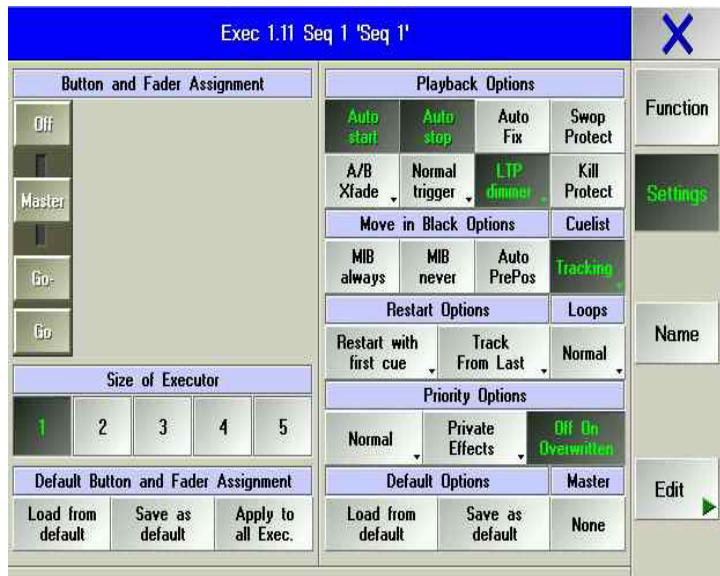 Exec 1.11 Seq 1 'Seq 1'
X
Button and Fader Assignment
Off
Master
Go-
Go
Size of Executor
1 2 3 4 5
Default Button and Fader Assignment
Load from
default
Save as
default
Apply to
all Exec.
Playback Options
Auto
start
Auto
stop
Auto
Fix
Swop
Protect
A/B
Xfade
Normal
trigger
LTP
dimmer
Kill
Protect
Move in Black Options
Cuelist
MIB
always
MIB
never
Auto
PrePos
Tracking
Restart Options
Loops
Restart with
first cue
Track
From Last
Normal
Priority Options
Normal
Private
Effects
Off On
Overwritten
Default Options
Master
Load from
default
Save as
default
None
Function
Settings
Name
Edit